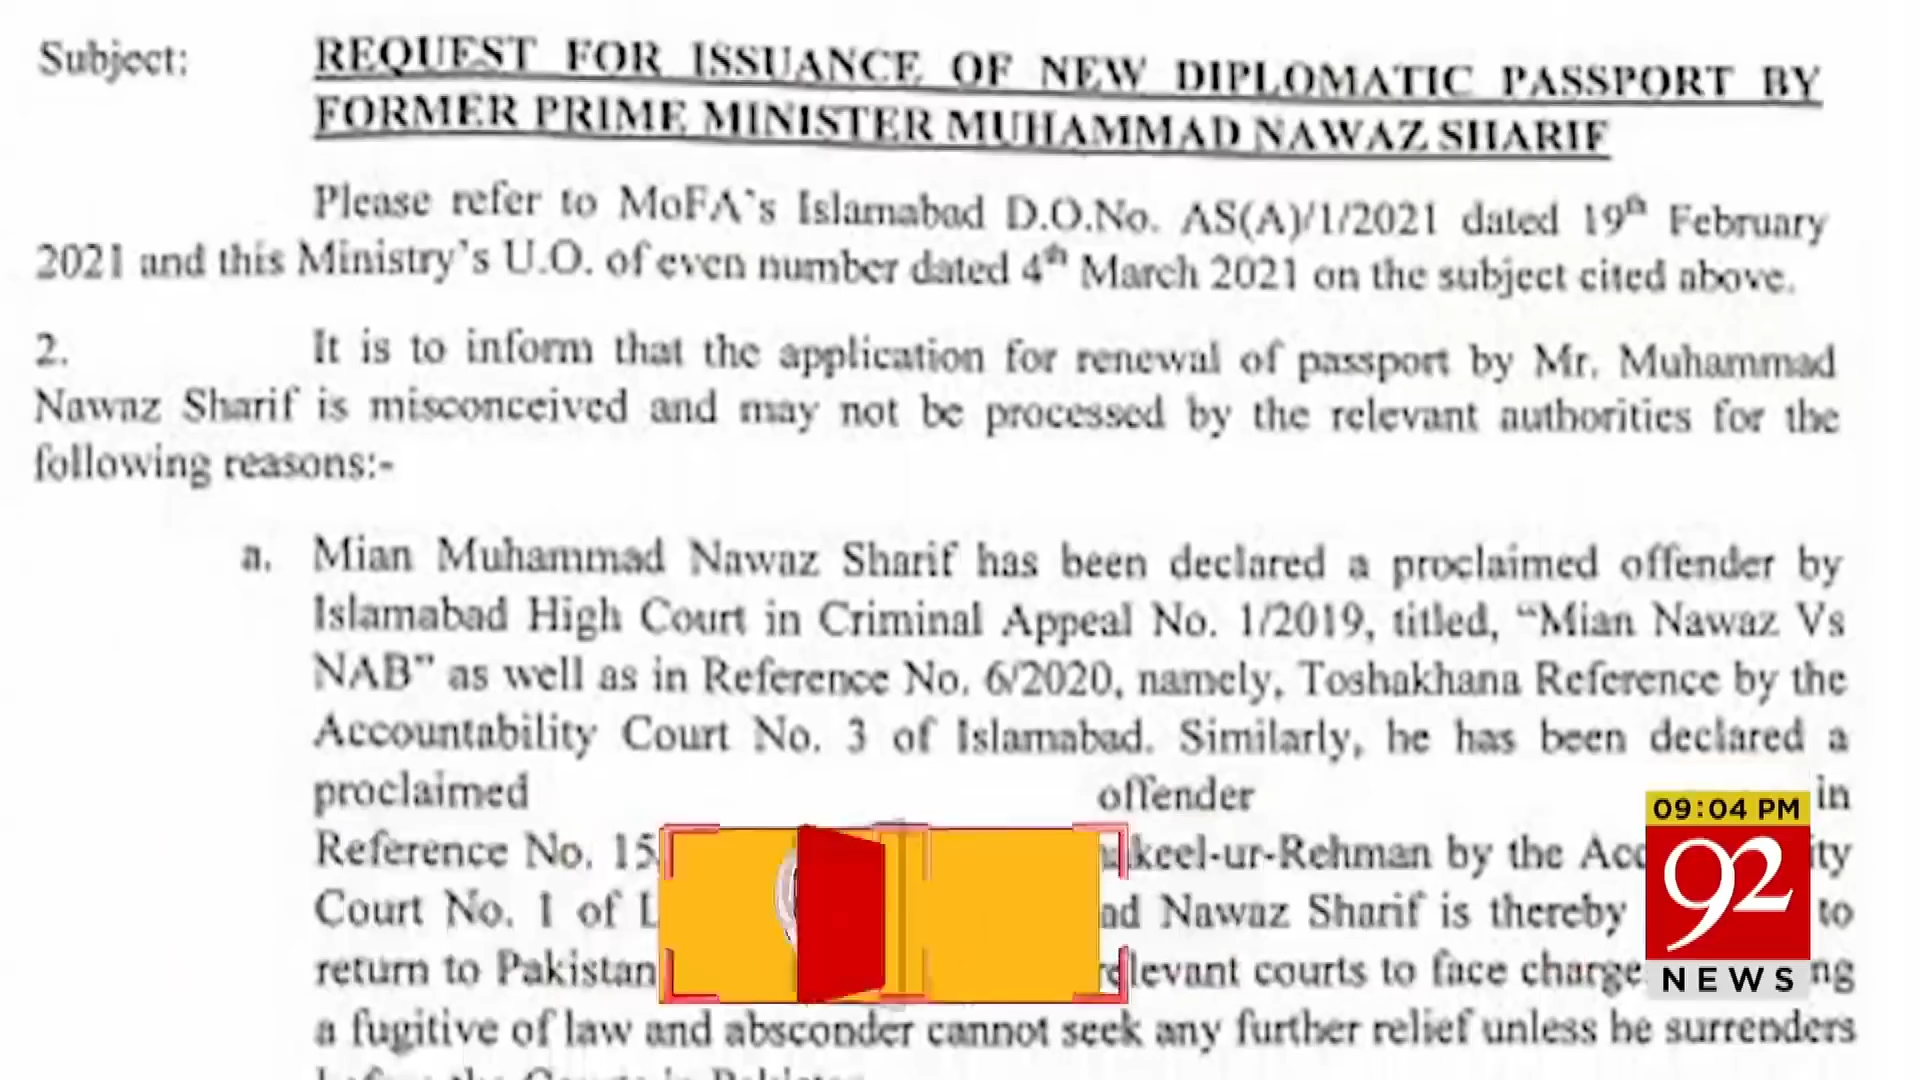 Subject: REQUEST FOR ISSUANCE OF NEW DIPLOMATIC PASSPORT BY
FORMER PRIME MINISTER MUHAMMAD NAWAZ SHARIF
Please refer to MoFA's Islamabad D.O.No. AS(A)/1/2021 dated 19th February
2021 and this Ministry's U.O. of even number dated 4th March 2021 on the subject cited above.
2. It is to inform that the application for renewal of passport by Mr. Muhammad
Nawaz Sharif is misconceived and may not be processed by the relevant authorities for the
following reasons:-
a. Mian Muhammad Nawaz Sharif has been declared a proclaimed offender by
Islamabad High Court in Criminal Appeal No. 1/2019, titled, “Mian Nawaz Vs
NAB” as well as in Reference No. 6/2020, namely, Toshakhana Reference by the
Accountability Court No. 3 of Islamabad. Similarly, he has been declared a
proclaimed offender in
Reference No. 15 keel-ur-Rehman by the
Court No. 1 of Nawaz Sharif is thereby to
return to Pakistan relevant courts to face
a fugitive of law and absconder cannot seek any further relief unless he surrenders
09:04 PM
92
NEWS